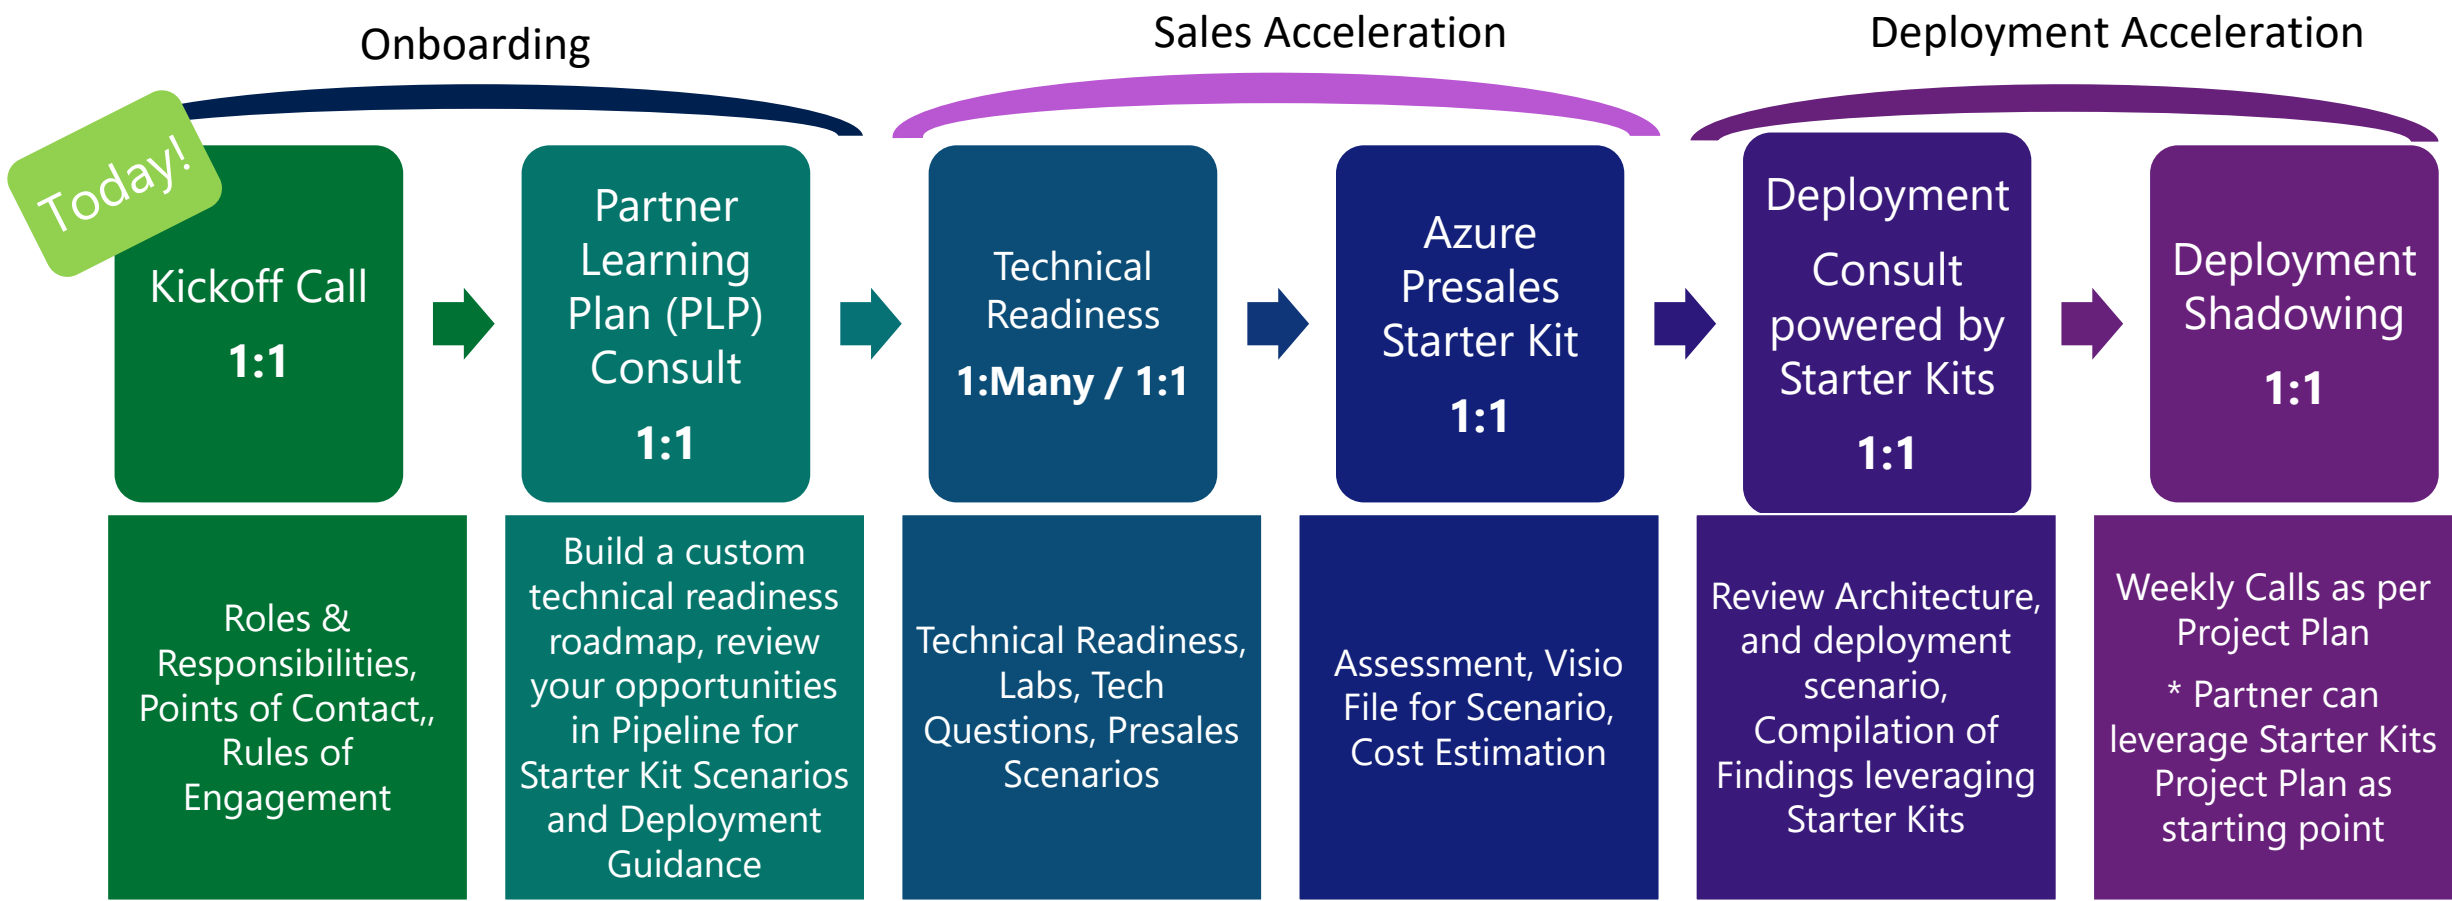 Onboarding
Sales Acceleration
Deployment Acceleration
Today!
Kickoff Call
1:1
Partner
Learning
Plan (PLP)
Consult
1:1
Technical
Readiness
1:Many / 1:1
Azure
Presales
Starter Kit
1:1
Deployment
Consult
powered by
Starter Kits
1:1
Deployment
Shadowing
1:1
Roles &
Responsibilities,
Points of Contact,,
Rules of
Engagement
Build a custom
technical readiness
roadmap, review
your opportunities
in Pipeline for
Starter Kit Scenarios
and Deployment
Guidance
Technical Readiness,
Labs, Tech
Questions, Presales
Scenarios
Assessment, Visio
File for Scenario,
Cost Estimation
Review Architecture,
and deployment
scenario,
Compilation of
Findings leveraging
Starter Kits
Weekly Calls as per
Project Plan
* Partner can
leverage Starter Kits
Project Plan as
starting point